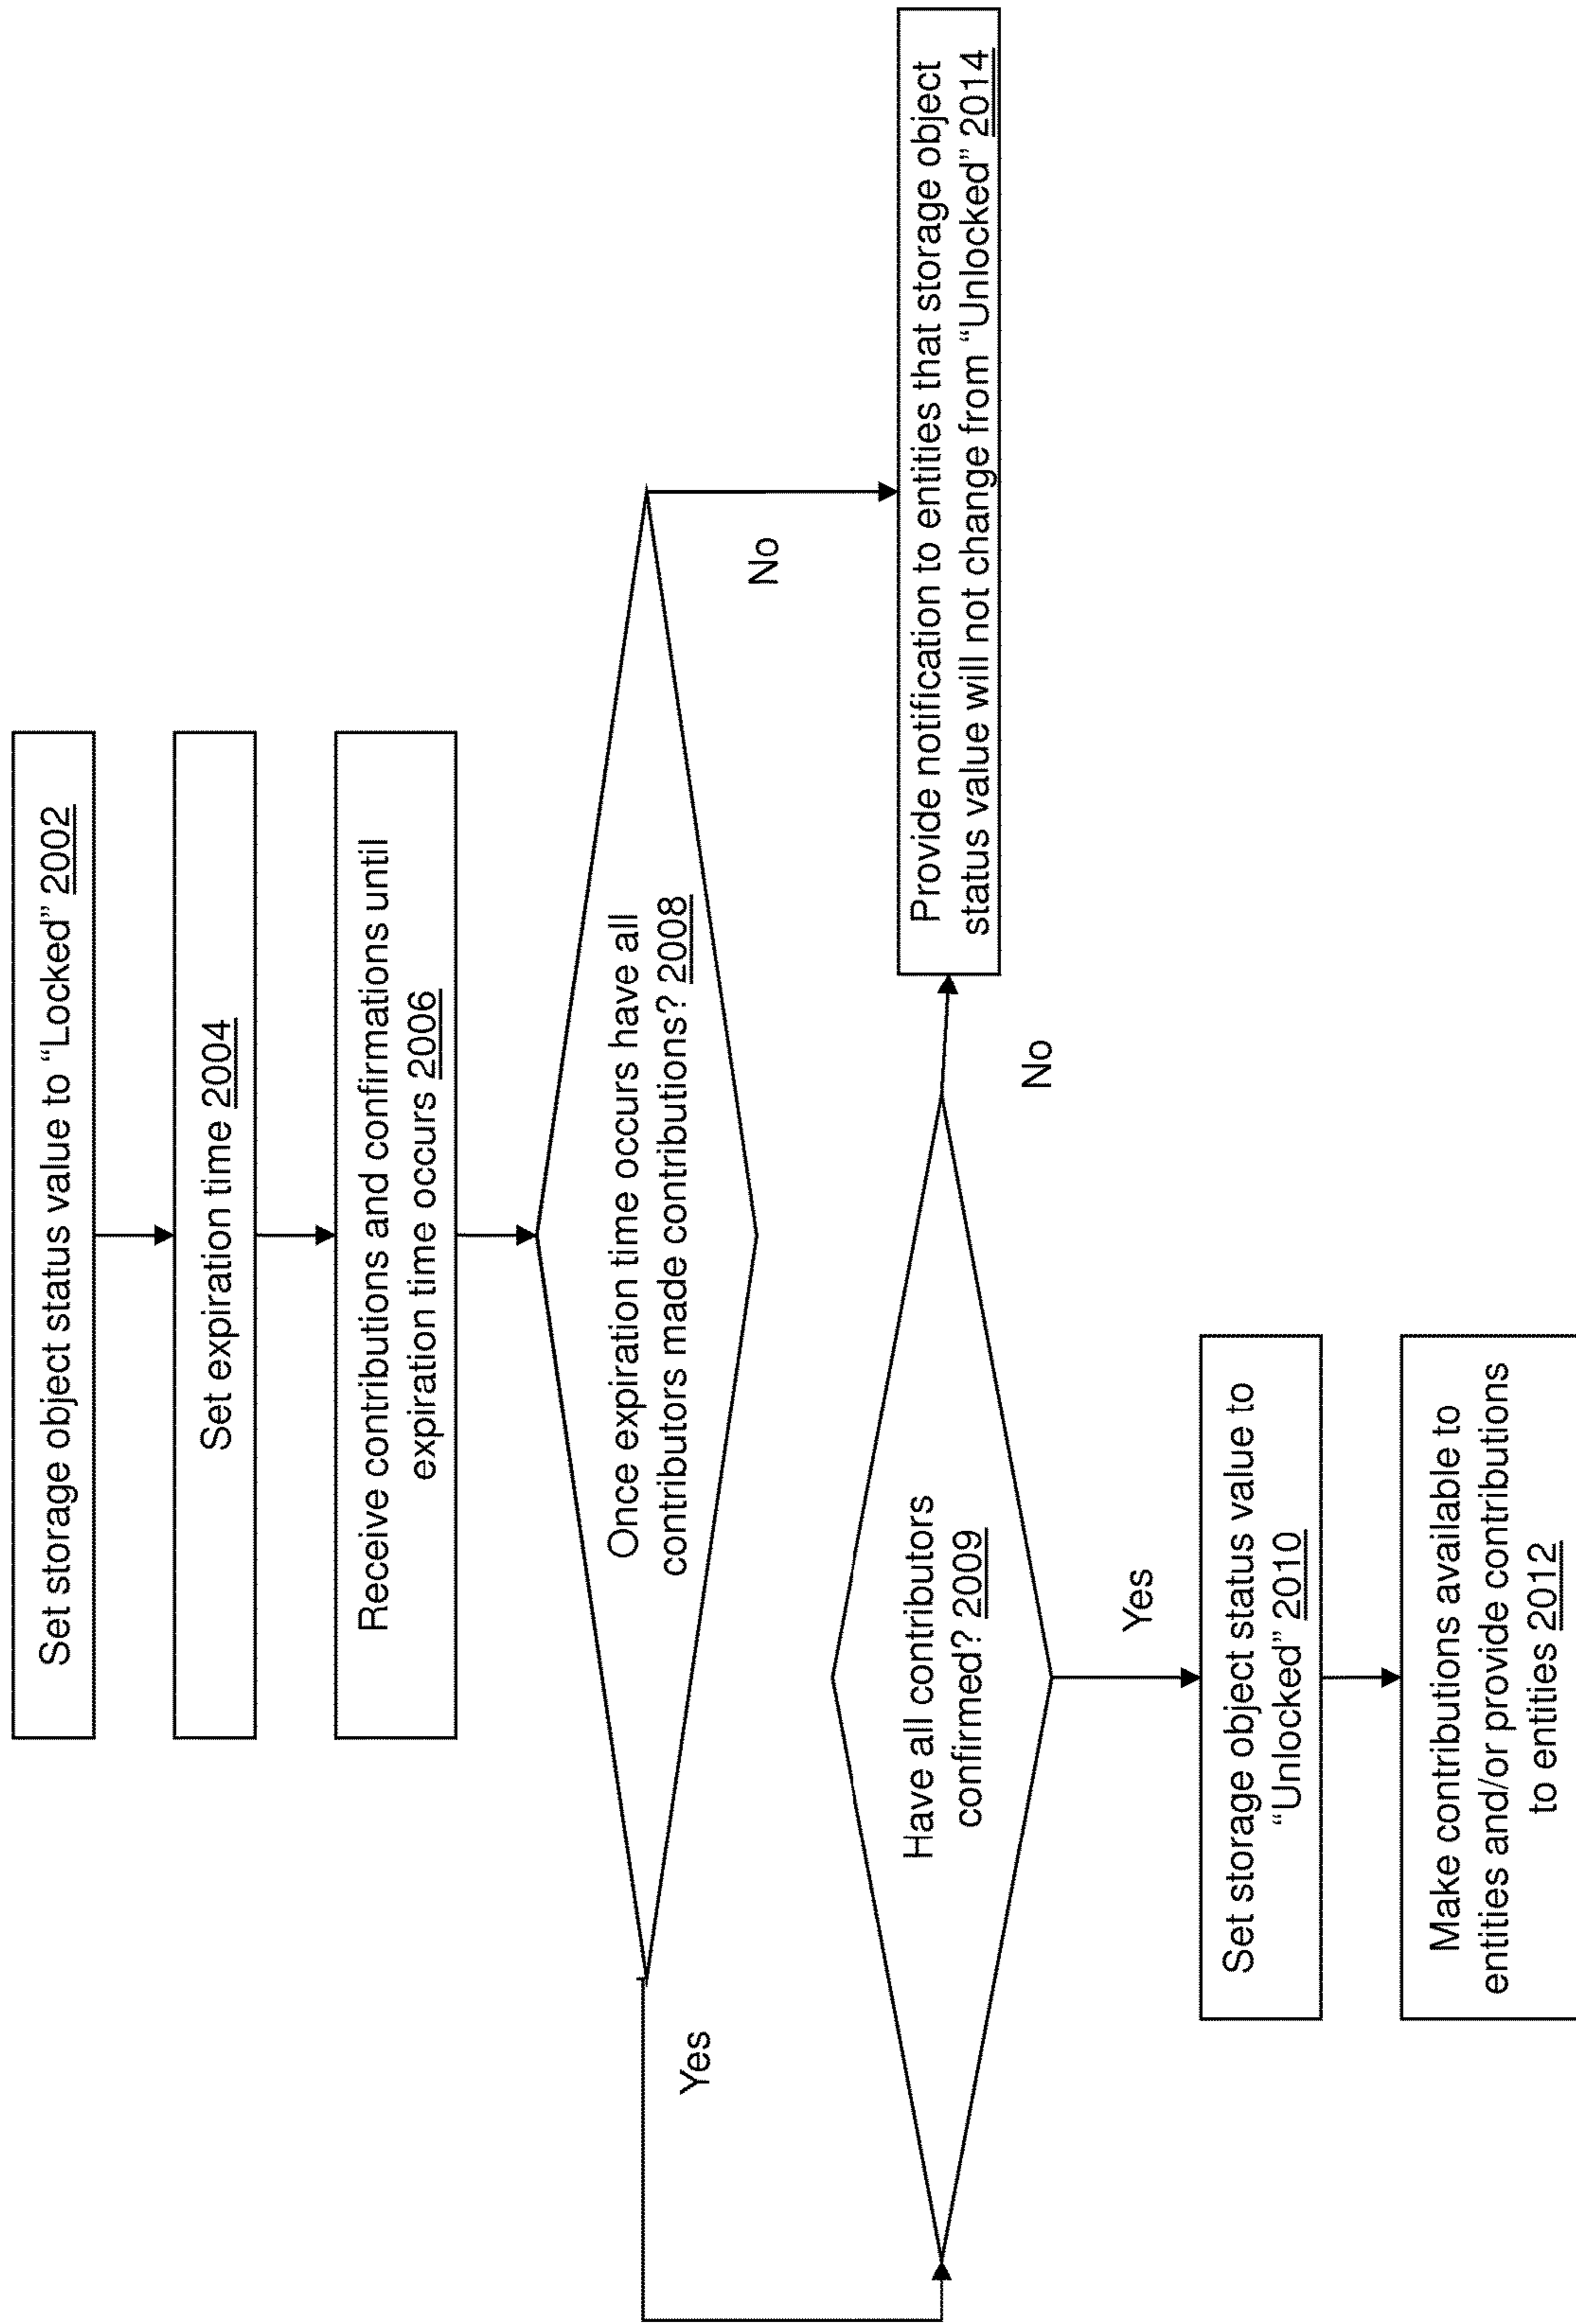 Set storage object status value to “Locked” 2002
Set expiration time 2004
Receive contributions and confirmations until
expiration time occurs 2006
Once expiration time occurs have all
contributors made contributions? 2008
Yes
No
Have all contributors
confirmed? 2009
No
Provide notification to entities that storage object
status value will not change from “Unlocked” 2014
Yes
Set storage object status value to
“Unlocked” 2010
Make contributions available to
entities and/or provide contributions
to entities 2012